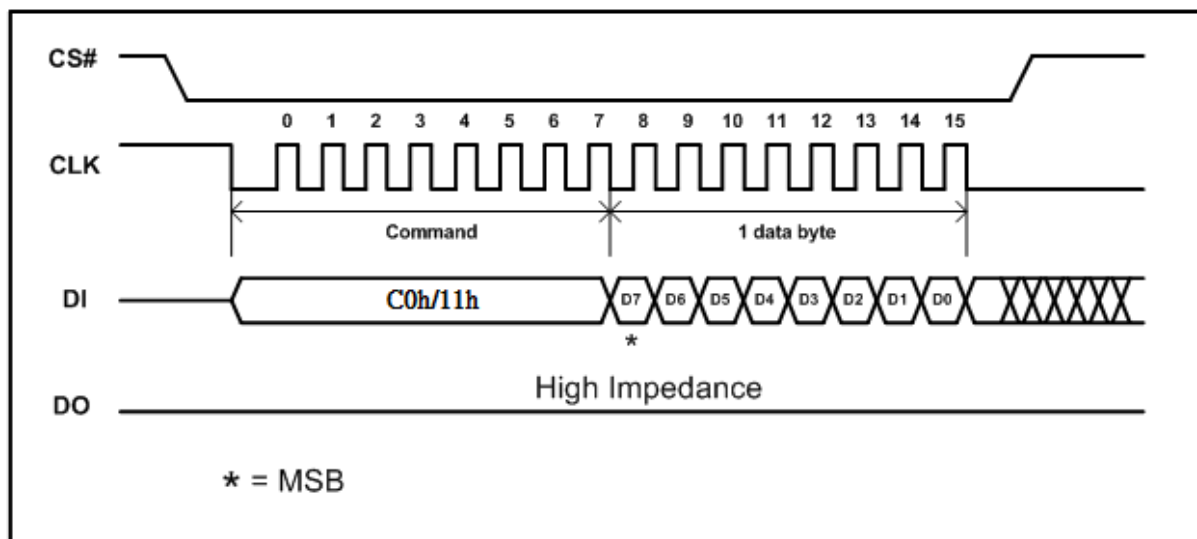 CS#
0 1 2 3 4 5 6 7 8 9 10 11 12 13 14 15
CLK
Command 1 data byte
DI C0h/11h D7 D6 D5 D4 D3 D2 D1 D0
*
High Impedance
DO
* = MSB